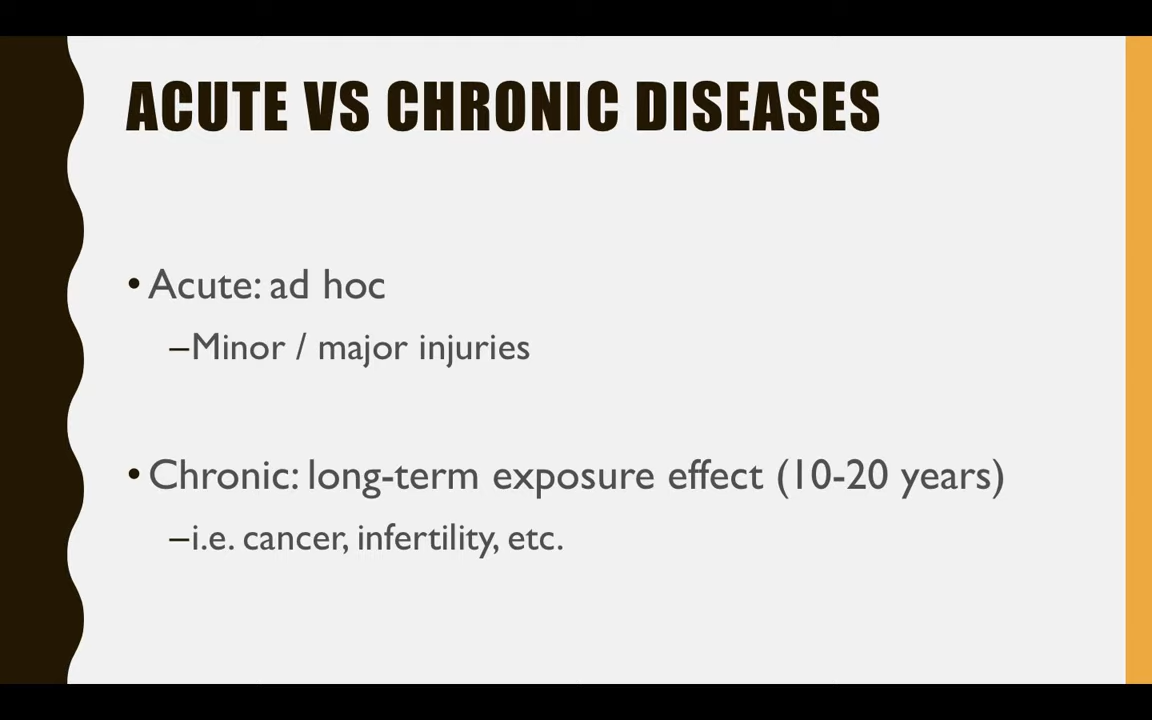 ACUTE VS CHRONIC DISEASES
•Acute: ad hoc
–Minor / major injuries
•Chronic: long-term exposure effect (10-20 years)
–i.e. cancer, infertility, etc.